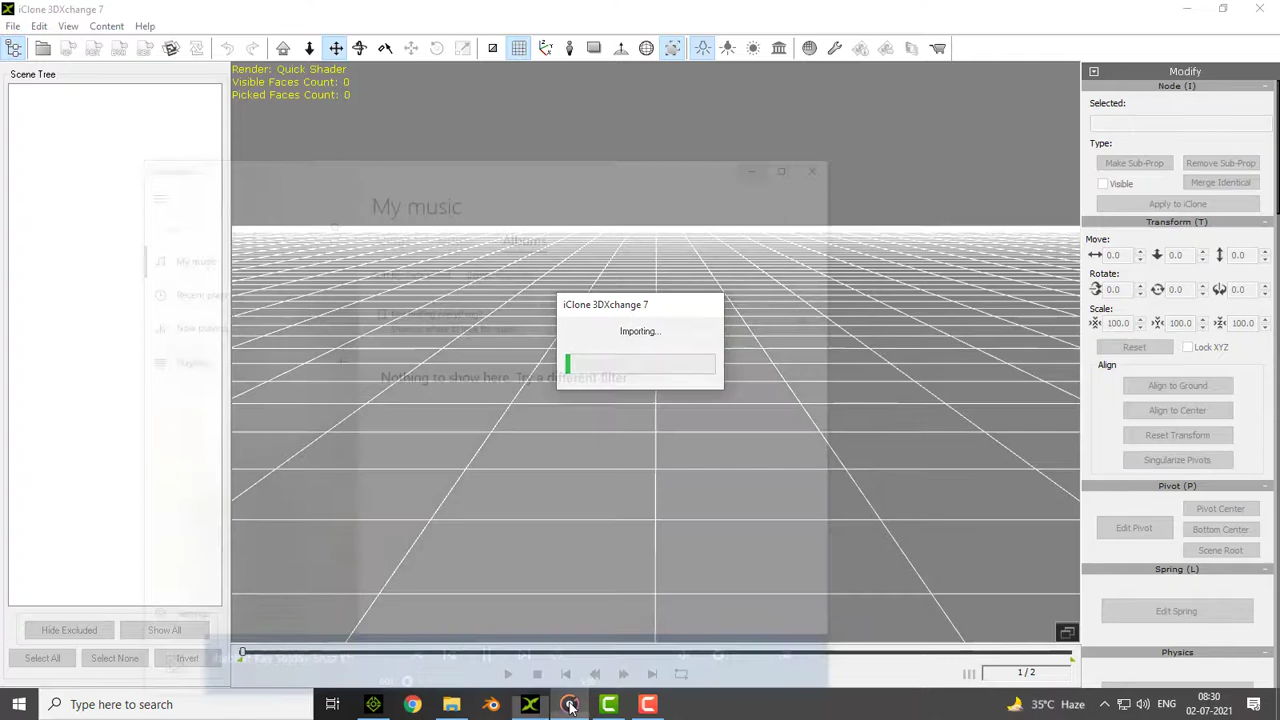 iClone 3DXchange 7
File Edit View Content Help
Scene Tree
Render: Quick Shader
Visible Faces Count: 0
Picked Faces Count: 0
My music
Albums
My music
Now playing
Nothing to show here. Try a different filter
iClone 3DXchange 7
Importing...
Hide Excluded Show All
Select All Select None Invert
1 / 2
Modify
Node (I)
Selected:
Type:
Make Sub-Prop Remove Sub-Prop
Visible Merge Identical
Apply to iClone
Transform (T)
Move:
0.0 0.0 0.0
Rotate:
0.0 0.0 0.0
Scale:
100.0 100.0 100.0
Reset Lock XYZ
Align
Align to Ground
Align to Center
Reset Transform
Singularize Pivots
Pivot (P)
Edit Pivot Pivot Center
Bottom Center
Scene Root
Spring (L)
Edit Spring
Physics
Type here to search
35°C Haze
ENG
08:30
02-07-2021